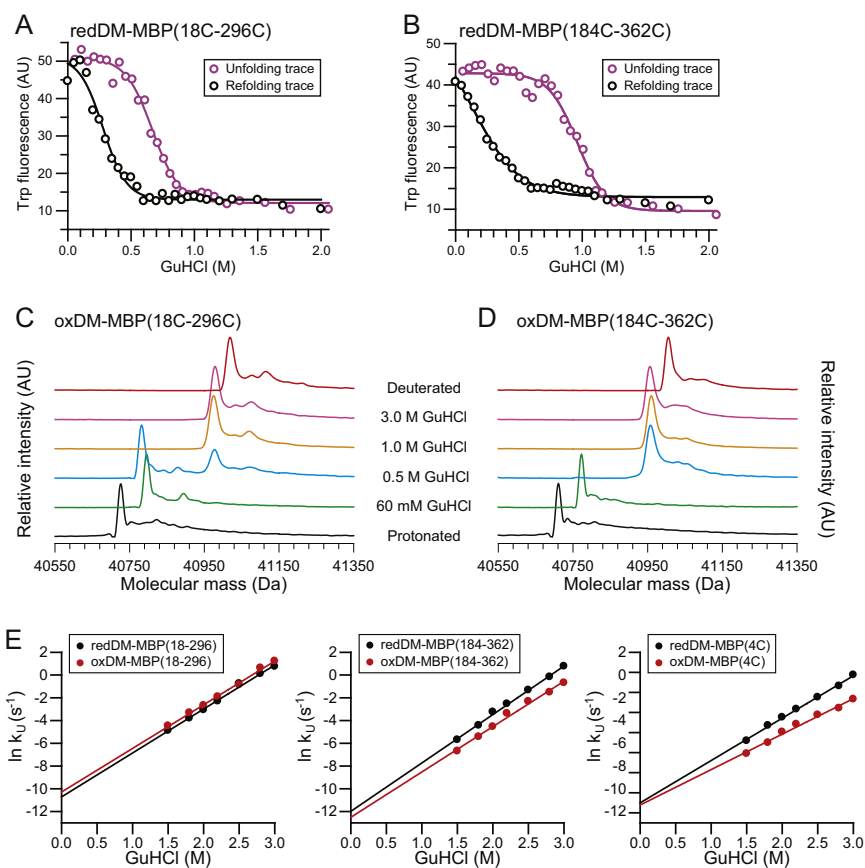 A
redDM-MBP(18C-296C)
Trp fluorescence (AU)
50
40
30
20
10
Unfolding trace
Refolding trace
0.0
0.5
1.0
1.5
2.0
GuHCl (M)
B
redDM-MBP(184C-362C)
Trp fluorescence (AU)
50
40
30
20
10
Unfolding trace
Refolding trace
0.0
0.5
1.0
1.5
2.0
GuHCl (M)
C
oxDM-MBP(18C-296C)
Relative intensity (AU)
40550
40750
40950
41150
41350
Molecular mass (Da)
Deuterated
3.0 M GuHCl
1.0 M GuHCl
0.5 M GuHCl
60 mM GuHCl
Protonated
D
oxDM-MBP(184C-362C)
Relative intensity (AU)
40550
40750
40950
41150
41350
Molecular mass (Da)
E
redDM-MBP(18-296)
oxDM-MBP(18-296)
ln kU (s-1)
2
0
-2
-4
-6
-8
-10
-12
0.0
0.5
1.0
1.5
2.0
2.5
3.0
GuHCl (M)
redDM-MBP(184-362)
oxDM-MBP(184-362)
ln kU (s-1)
2
0
-2
-4
-6
-8
-10
-12
0.0
0.5
1.0
1.5
2.0
2.5
3.0
GuHCl (M)
redDM-MBP(4C)
oxDM-MBP(4C)
ln kU (s-1)
2
0
-2
-4
-6
-8
-10
-12
0.0
0.5
1.0
1.5
2.0
2.5
3.0
GuHCl (M)